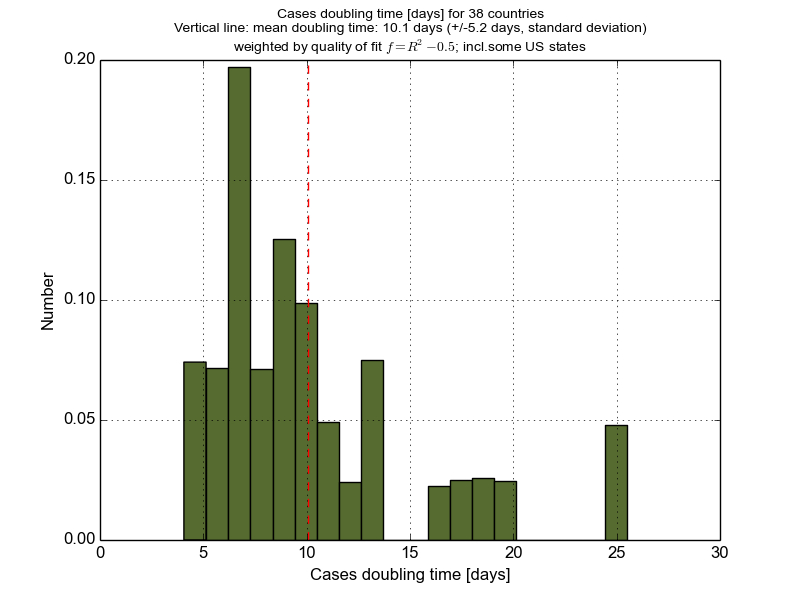 Cases doubling time [days] for 38 countries
Vertical line: mean doubling time: 10.1 days (+/-5.2 days, standard deviation)
weighted by quality of fit f=R²−0.5; incl.some US states
0.20
0.15
0.10
0.05
0.00
Number
0 5 10 15 20 25 30
Cases doubling time [days]